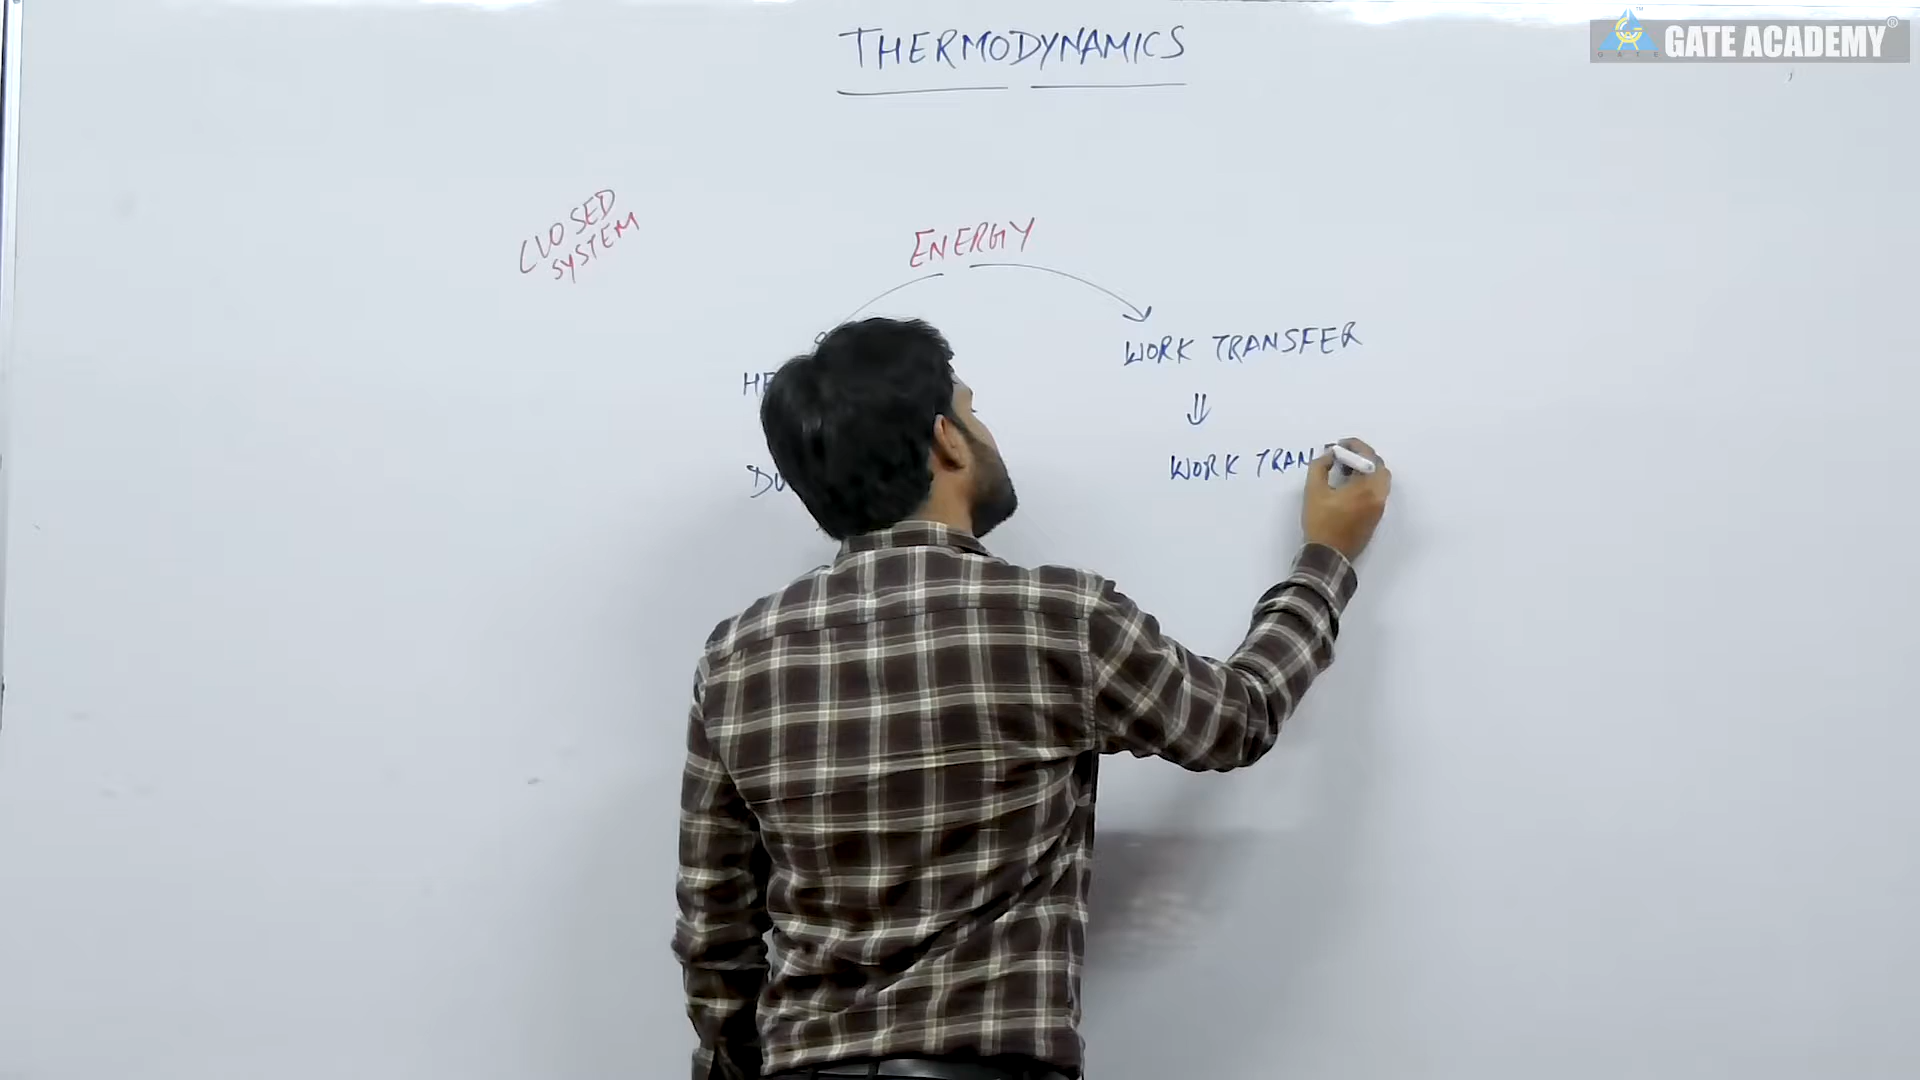 THERMODYNAMICS
GATE ACADEMY®
CLOSED
SYSTEM
ENERGY
WORK TRANSFER
WORK TRAN